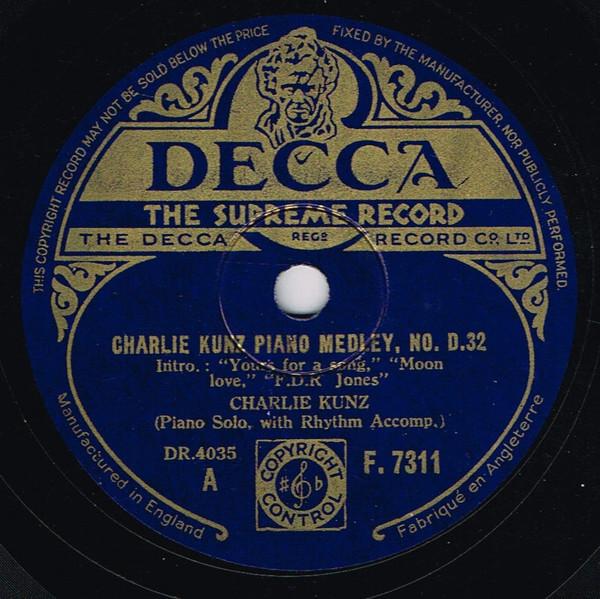 THIS COPYRIGHT RECORD MAY NOT BE SOLD BELOW THE PRICE FIXED BY THE MANUFACTURER, NOR PUBLICLY PERFORMED.
DECCA
THE SUPREME RECORD
THE DECCA REGD RECORD CO. LTD
CHARLIE KUNZ PIANO MEDLEY, NO. D.32
Intro.: "Yours for a song," "Moon
love," "F.D.R Jones"
CHARLIE KUNZ
(Piano Solo, with Rhythm Accomp.)
DR.4035
A
COPYRIGHT
CONTROL
F. 7311
Manufactured in England
Fabriqué en Angleterre